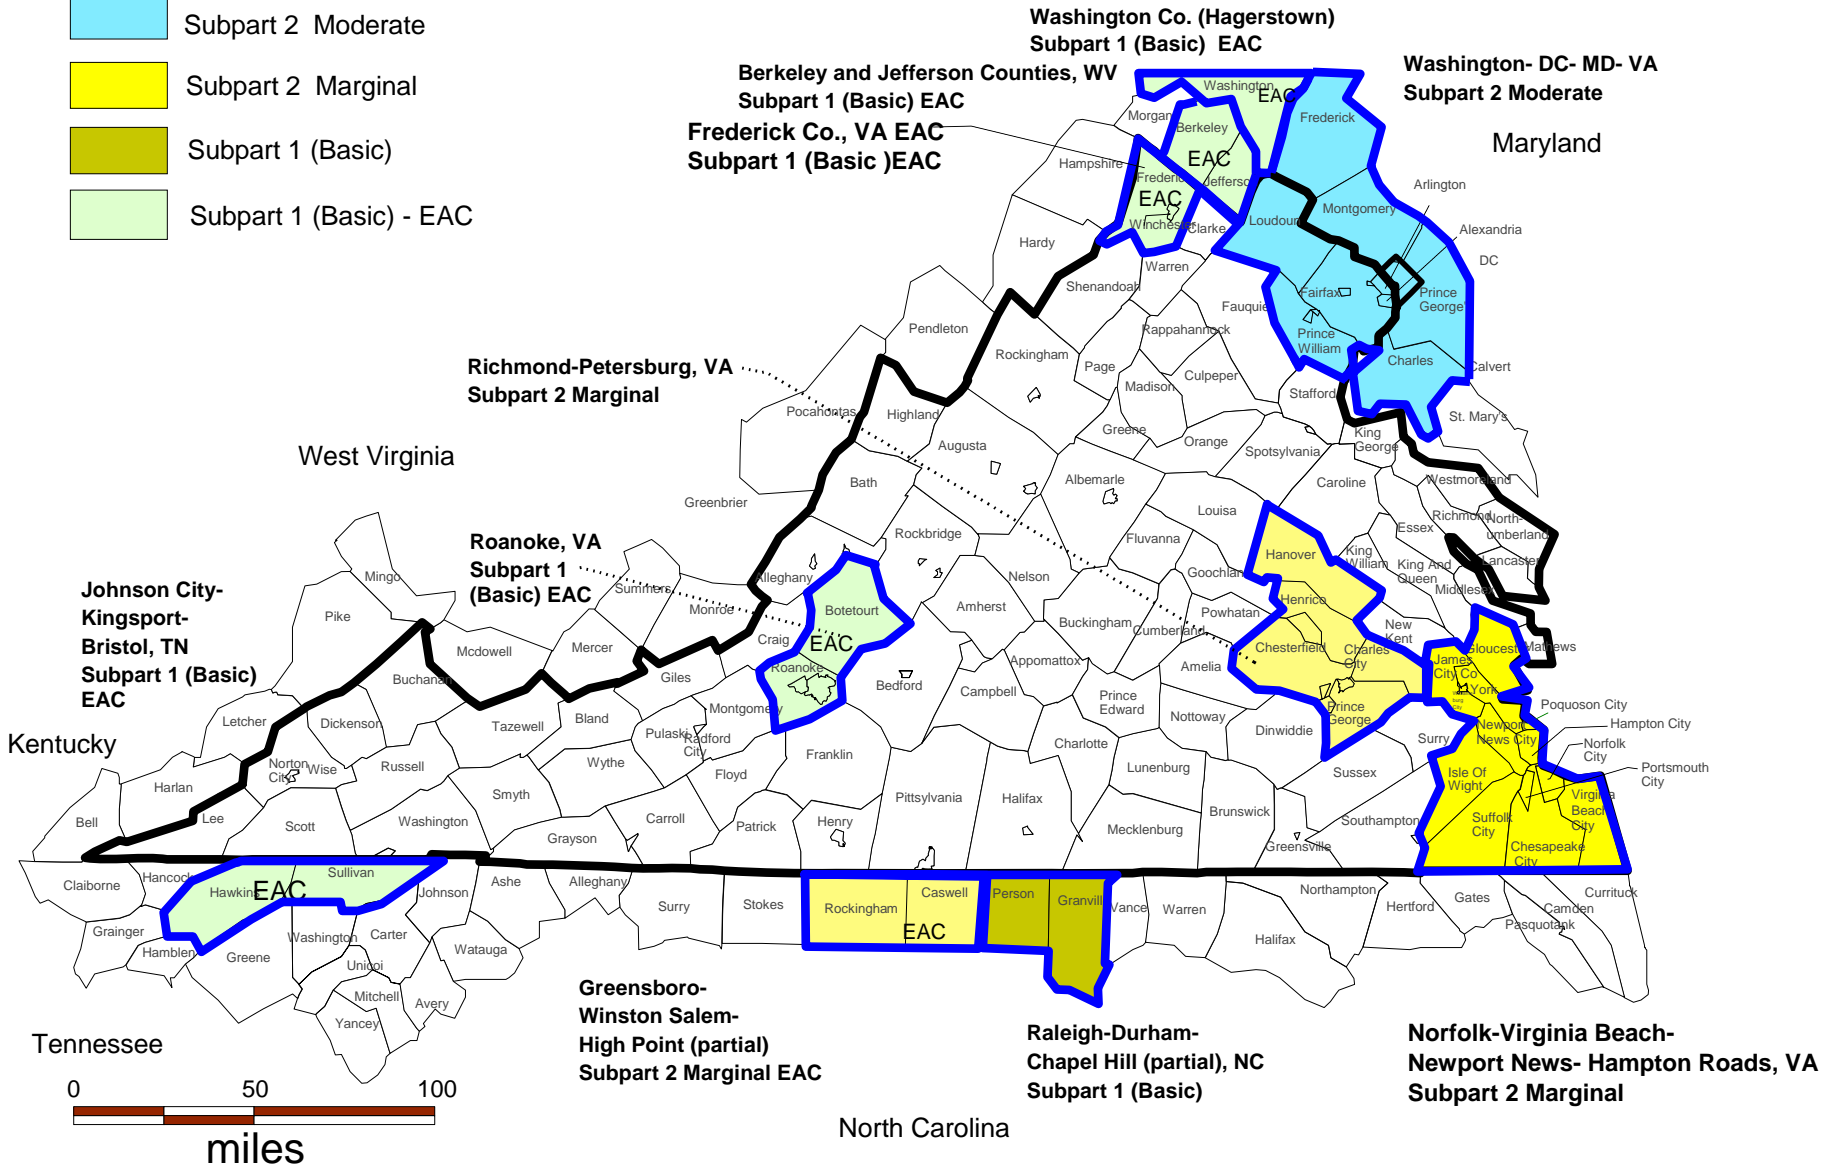 Subpart 2 Moderate
Subpart 2 Marginal
Subpart 1 (Basic)
Subpart 1 (Basic) - EAC
Washington Co. (Hagerstown)
Subpart 1 (Basic) EAC
Berkeley and Jefferson Counties, WV
Subpart 1 (Basic) EAC
Frederick Co., VA EAC
Subpart 1 (Basic )EAC
Washington- DC- MD- VA
Subpart 2 Moderate
Maryland
Washington
EAC
Frederick
Morgan
Berkeley
EAC
Hampshire
Frederic
Jefferso
EAC
Winchester
Clarke
Arlington
Montgomery
Loudoun
Alexandria
DC
Hardy
Warren
Shenandoah
Fairfax
Prince
George'
Fauquie
Pendleton
Rappahannock
Prince
William
Rockingham
Page
Charles
Calvert
Madison
Culpeper
Stafford
Richmond-Petersburg, VA
Subpart 2 Marginal
Pocahontas
Highland
Augusta
Greene
Orange
King
George
St. Mary's
Spotsylvania
West Virginia
Bath
Albemarle
Caroline
Westmoreland
Greenbrier
Louisa
Richmond
North-
umberland
Essex
Rockbridge
Fluvanna
Hanover
King
William
King And
Queen
Lancaster
Roanoke, VA
Subpart 1
(Basic) EAC
Alleghany
Goochlan
Middlesex
Nelson
Johnson City-
Kingsport-
Bristol, TN
Subpart 1 (Basic)
EAC
Mingo
Summers
Monroe
Botetourt
Amherst
Henrico
Powhatan
Pike
Buckingham
Cumberland
New
Kent
Craig
EAC
Chesterfield
Charles
City
Gloucest
Mathews
Mcdowell
Mercer
Roanoke
Appomattox
Amelia
James
City Co
York
Buchanan
Giles
Bedford
Campbell
Prince
Edward
Montgomery
Nottoway
Prince
George
Poquoson City
Letcher
Dickenson
Tazewell
Bland
Pulaski
Radford
City
Dinwiddie
Newport
News City
Hampton City
Kentucky
Surry
Franklin
Charlotte
Norfolk
City
Portsmouth
City
Norton
City
Wise
Russell
Wythe
Floyd
Lunenburg
Sussex
Isle Of
Wight
Harlan
Smyth
Pittsylvania
Halifax
Brunswick
Virginia
Beach
City
Bell
Lee
Scott
Washington
Grayson
Carroll
Patrick
Henry
Mecklenburg
Southampton
Suffolk
City
Greensville
Chesapeake
City
Claiborne
Hancock
Hawkins
EAC
Sullivan
Johnson
Ashe
Alleghany
Surry
Stokes
Rockingham
Caswell
EAC
Person
Granvill
Vance
Warren
Northampton
Hertford
Gates
Currituck
Camden
Pasquotank
Halifax
Grainger
Hamblen
Greene
Washington
Carter
Watauga
Unicoi
Mitchell
Avery
Yancey
Tennessee
Greensboro-
Winston Salem-
High Point (partial)
Subpart 2 Marginal EAC
Raleigh-Durham-
Chapel Hill (partial), NC
Subpart 1 (Basic)
Norfolk-Virginia Beach-
Newport News- Hampton Roads, VA
Subpart 2 Marginal
North Carolina
0 50 100
miles